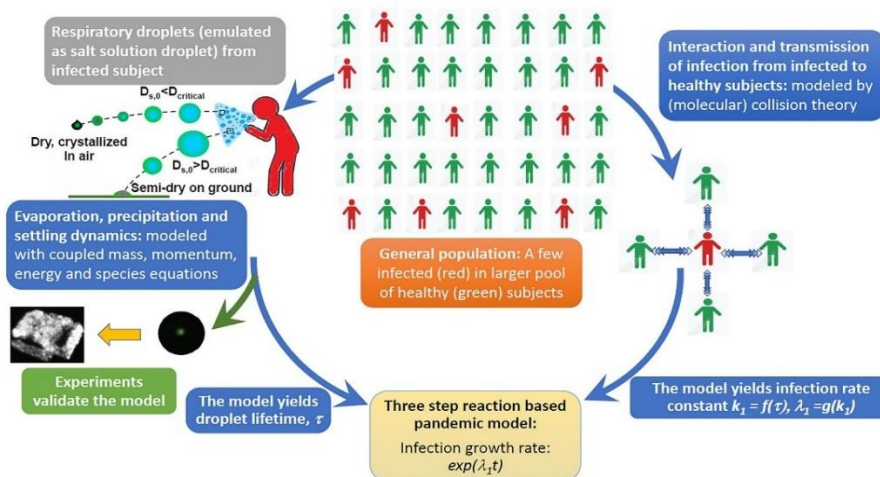 Respiratory droplets (emulated
as salt solution droplet) from
infected subject
D_s,0<D_critical
Dry, crystallized
In air
D_s,0>D_critical
Semi-dry on ground
Evaporation, precipitation and
settling dynamics: modeled
with coupled mass, momentum,
energy and species equations
Experiments
validate the model
The model yields
droplet lifetime, τ
General population: A few
infected (red) in larger pool
of healthy (green) subjects
Interaction and transmission
of infection from infected to
healthy subjects: modeled by
(molecular) collision theory
The model yields infection rate
constant k₁ = f(τ), λ₁ =g(k₁)
Three step reaction based
pandemic model:
Infection growth rate:
exp(λ₁t)